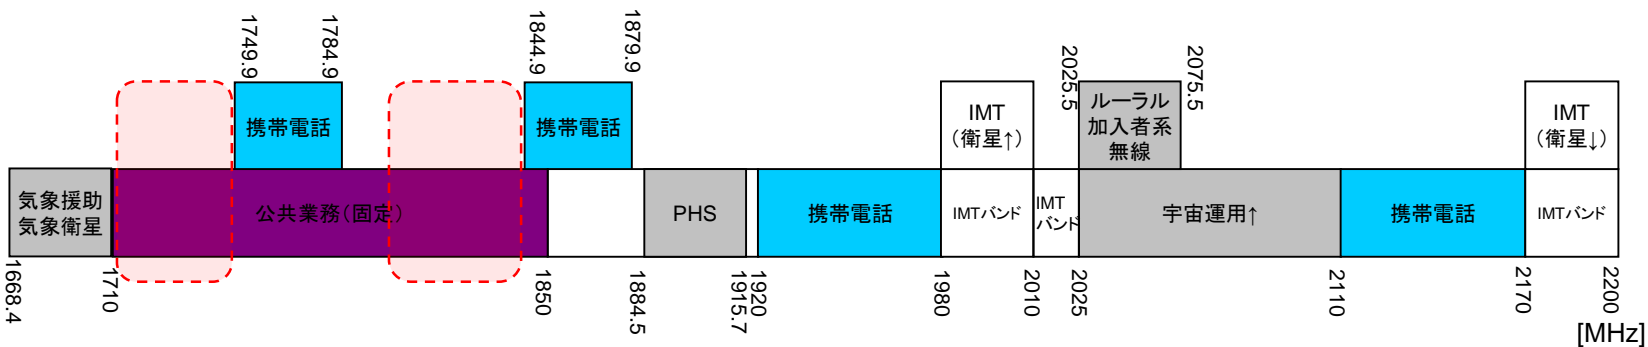 1749.9
1784.9
1844.9
1879.9
2025.5
2075.5
携帯電話
携帯電話
IMT
(衛星↑)
ルーラル
加入者系
無線
IMT
(衛星↓)
気象援助
気象衛星
公共業務(固定)
PHS
携帯電話
IMTバンド
IMT
バンド
宇宙運用↑
携帯電話
IMTバンド
1668.4
1710
1850
1884.5
1915.7
1920
1980
2010
2025
2110
2170
2200
[MHz]